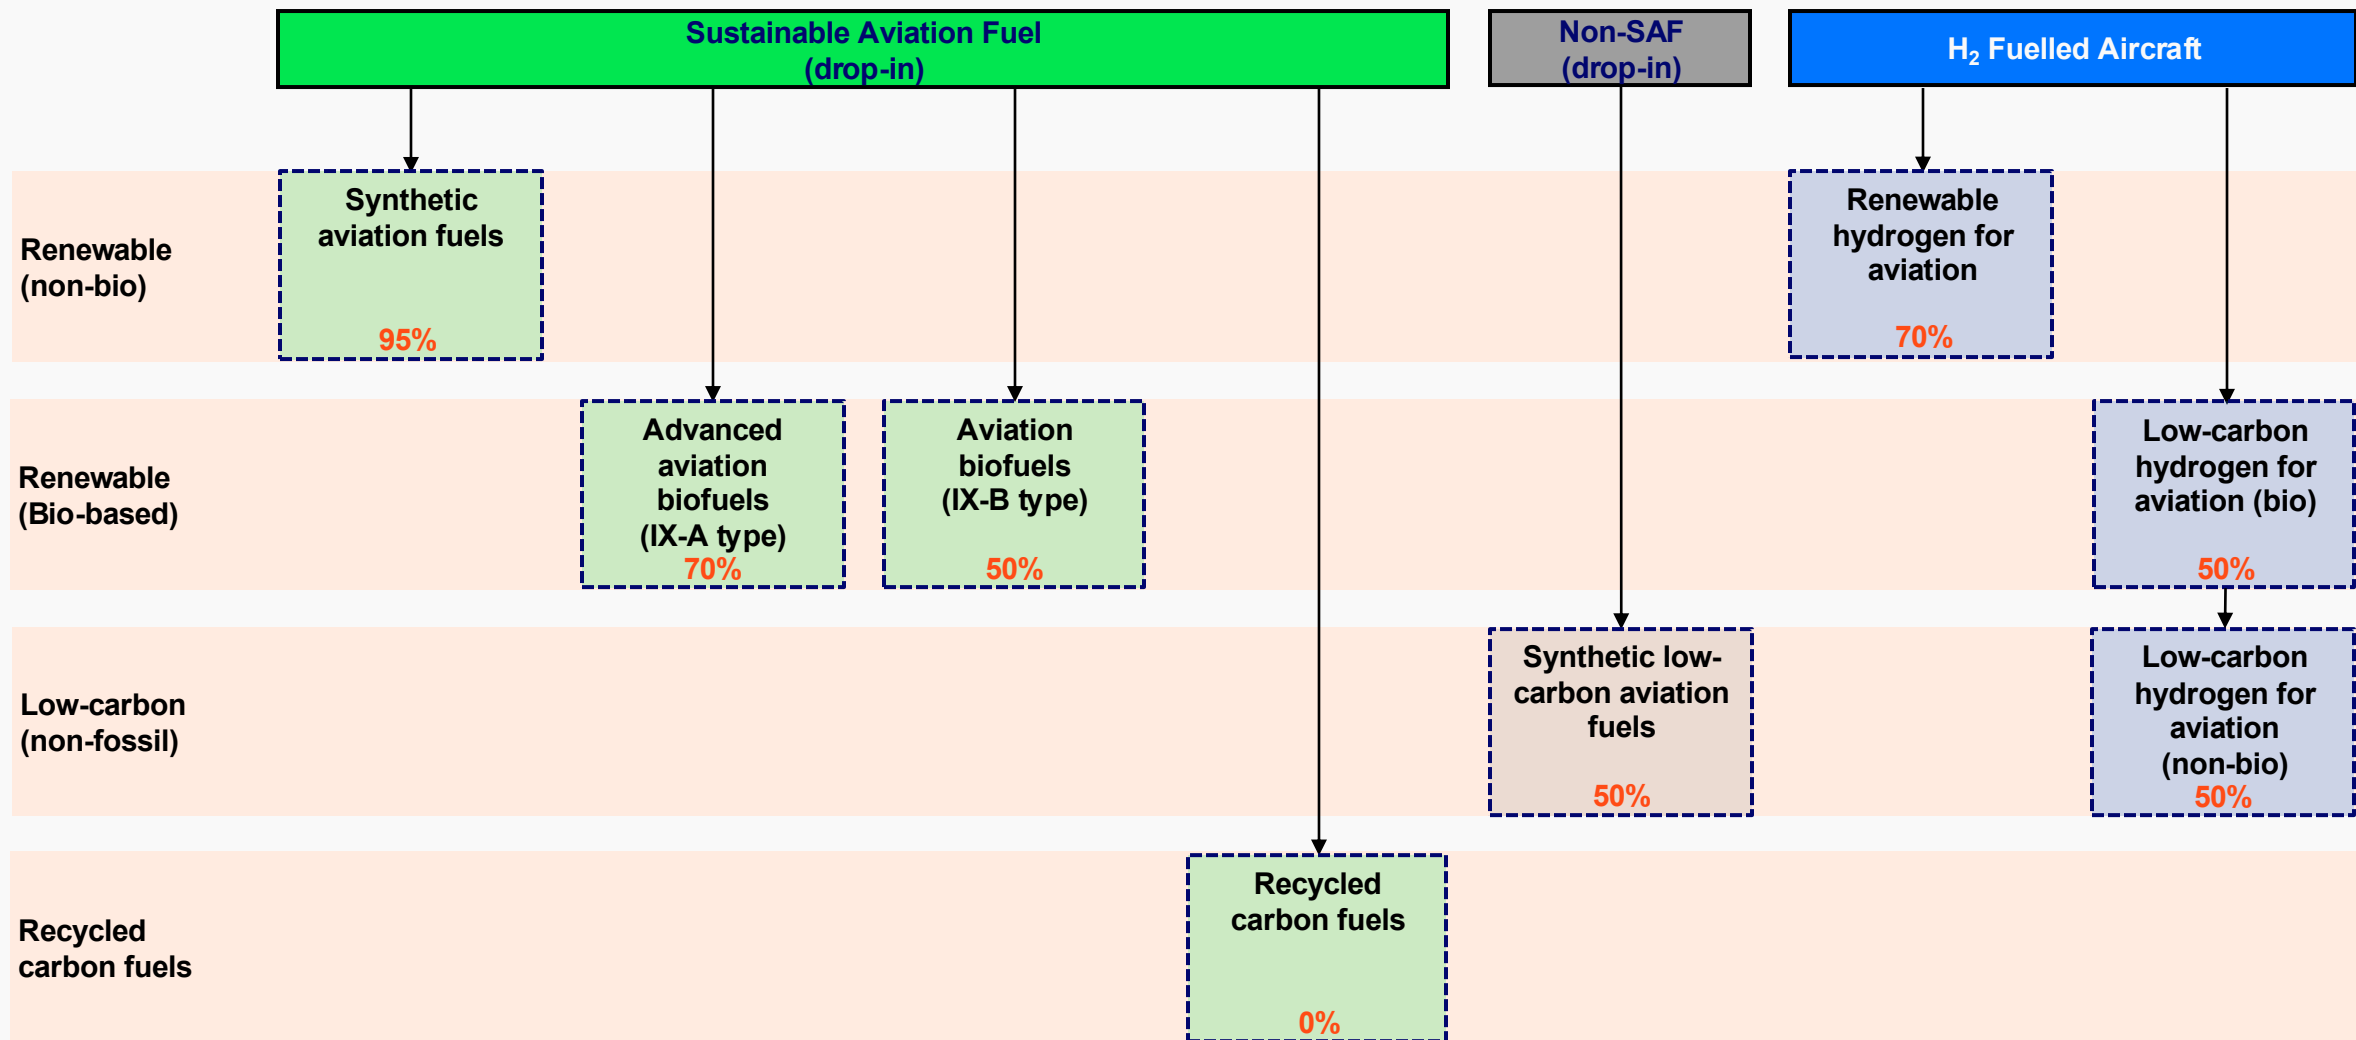 Sustainable Aviation Fuel
(drop-in)
Non-SAF
(drop-in)
H₂ Fuelled Aircraft
Renewable
(non-bio)
Synthetic
aviation fuels
95%
Renewable
hydrogen for
aviation
70%
Renewable
(Bio-based)
Advanced
aviation
biofuels
(IX-A type)
70%
Aviation
biofuels
(IX-B type)
50%
Low-carbon
hydrogen for
aviation (bio)
50%
Low-carbon
(non-fossil)
Synthetic low-
carbon aviation
fuels
50%
Low-carbon
hydrogen for
aviation
(non-bio)
50%
Recycled
carbon fuels
Recycled
carbon fuels
0%